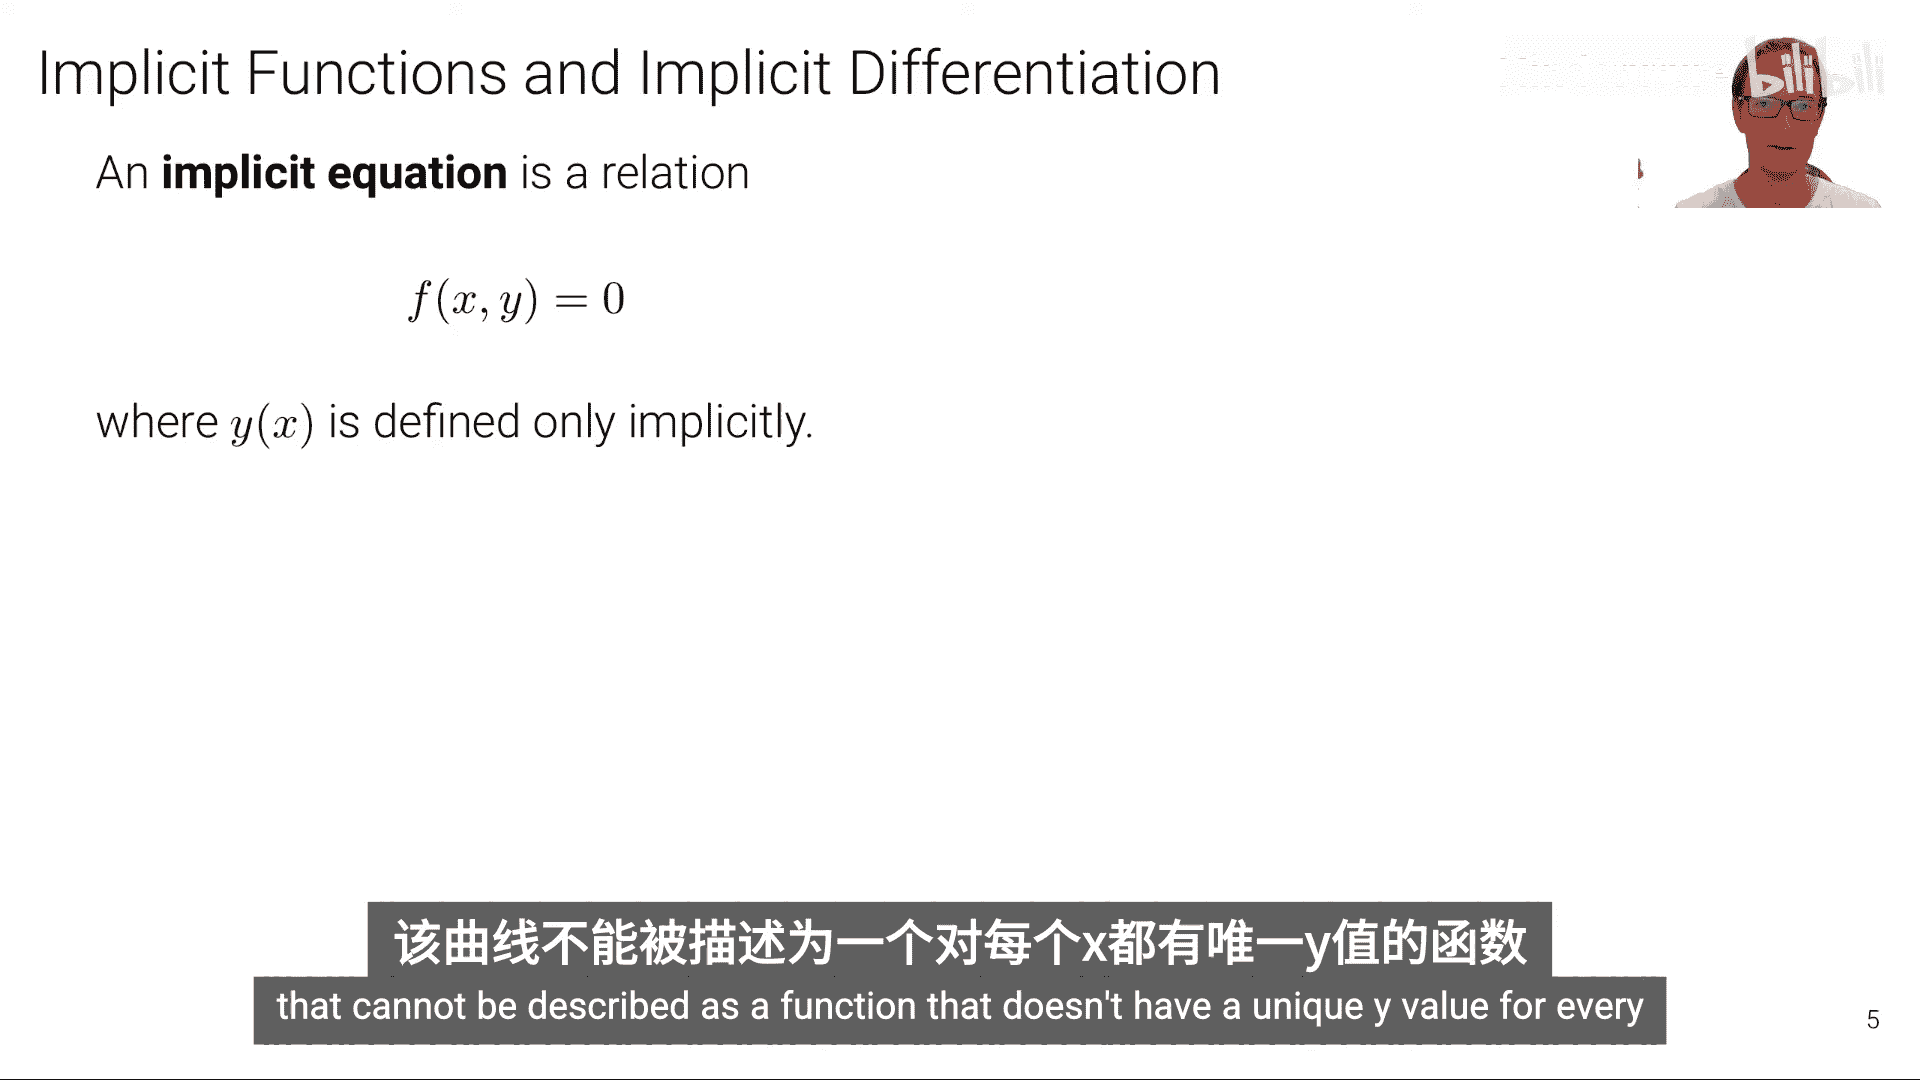 Implicit Functions and Implicit Differentiation
bilibili
An implicit equation is a relation
f(x, y) = 0
where y(x) is defined only implicitly.
该曲线不能被描述为一个对每个x都有唯一y值的函数
that cannot be described as a function that doesn't have a unique y value for every
5